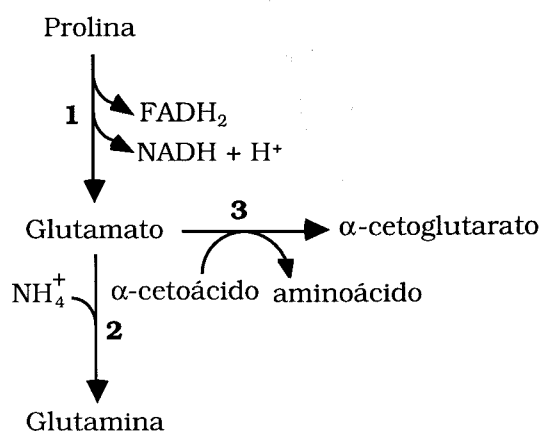 Prolina
1
FADH₂
NADH + H⁺
Glutamato
3
α-cetoglutarato
NH₄⁺
α-cetoácido
aminoácido
2
Glutamina